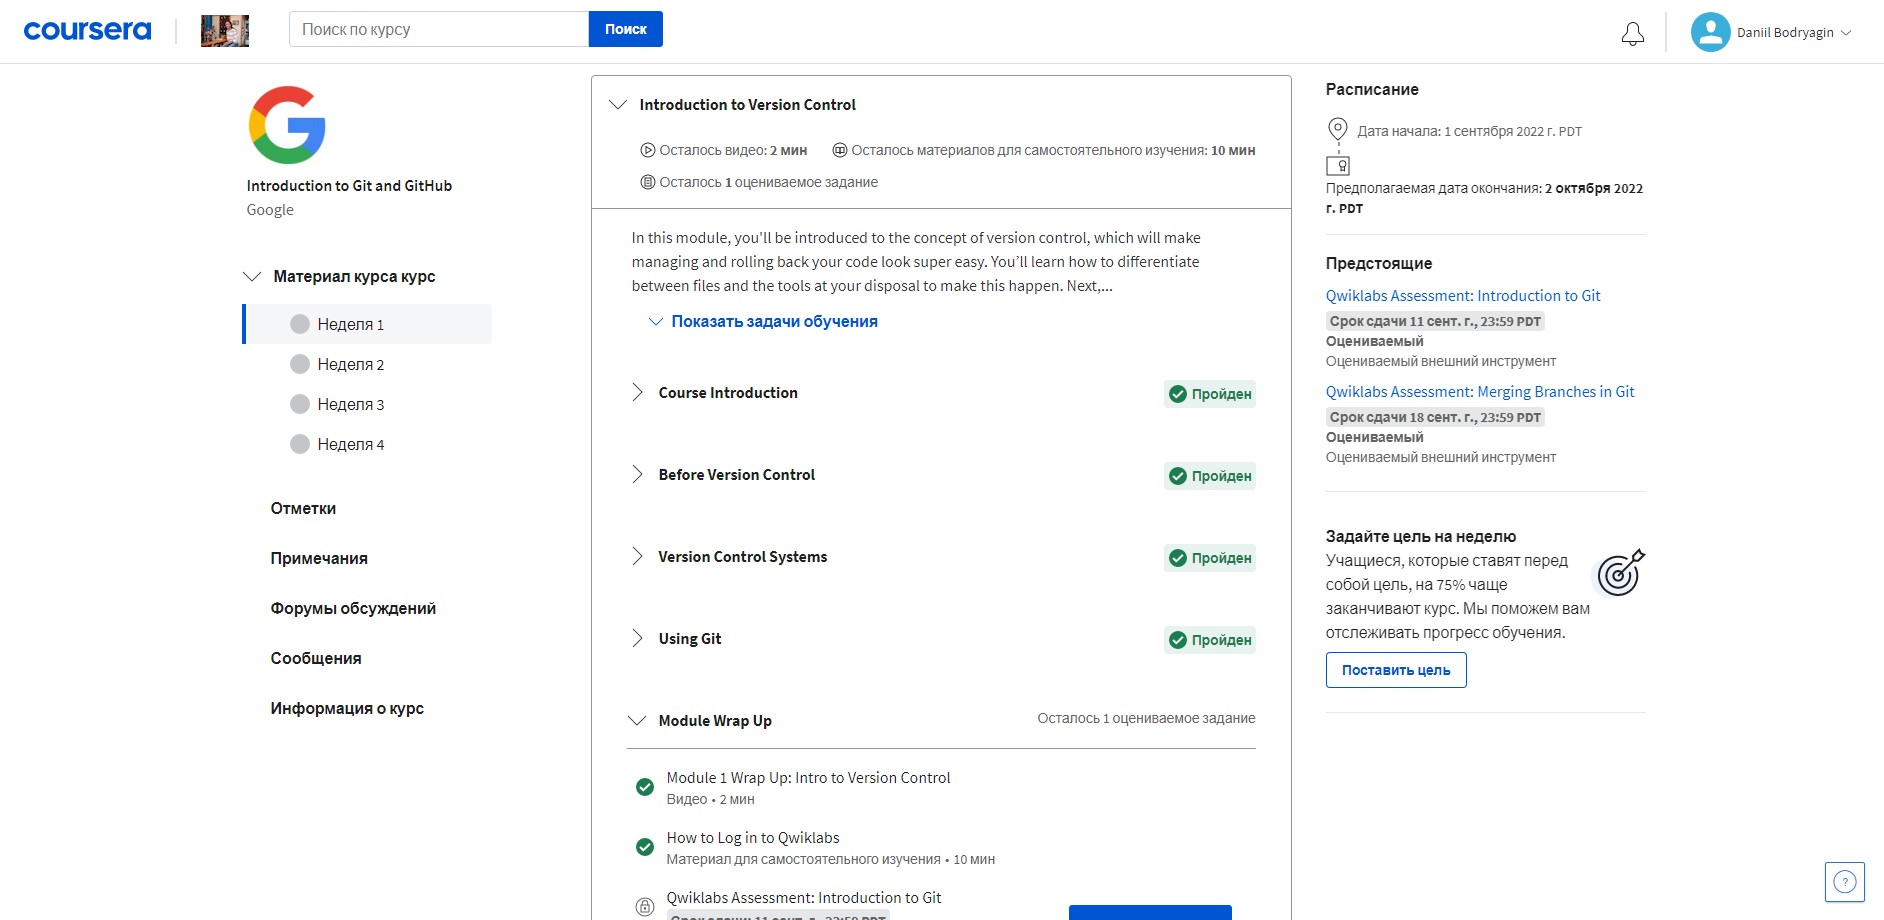 coursera
Поиск по курсу
Поиск
Daniil Bodryagin
Introduction to Git and GitHub
Google
Материал курса курс
Неделя 1
Неделя 2
Неделя 3
Неделя 4
Отметки
Примечания
Форумы обсуждений
Сообщения
Информация о курс
Introduction to Version Control
Осталось видео: 2 мин
Осталось материалов для самостоятельного изучения: 10 мин
Осталось 1 оцениваемое задание
In this module, you'll be introduced to the concept of version control, which will make
managing and rolling back your code look super easy. You’ll learn how to differentiate
between files and the tools at your disposal to make this happen. Next,...
Показать задачи обучения
Course Introduction
Пройден
Before Version Control
Пройден
Version Control Systems
Пройден
Using Git
Пройден
Module Wrap Up
Осталось 1 оцениваемое задание
Module 1 Wrap Up: Intro to Version Control
Видео • 2 мин
How to Log in to Qwiklabs
Материал для самостоятельного изучения • 10 мин
Qwiklabs Assessment: Introduction to Git
Срок сдачи: 11 сент. г., 23:59 PDT
Расписание
Дата начала: 1 сентября 2022 г. PDT
Предполагаемая дата окончания: 2 октября 2022
г. PDT
Предстоящие
Qwiklabs Assessment: Introduction to Git
Срок сдачи 11 сент. г., 23:59 PDT
Оцениваемый
Оцениваемый внешний инструмент
Qwiklabs Assessment: Merging Branches in Git
Срок сдачи 18 сент. г., 23:59 PDT
Оцениваемый
Оцениваемый внешний инструмент
Задайте цель на неделю
Учащиеся, которые ставят перед
собой цель, на 75% чаще
заканчивают курс. Мы поможем вам
отслеживать прогресс обучения.
Поставить цель
?